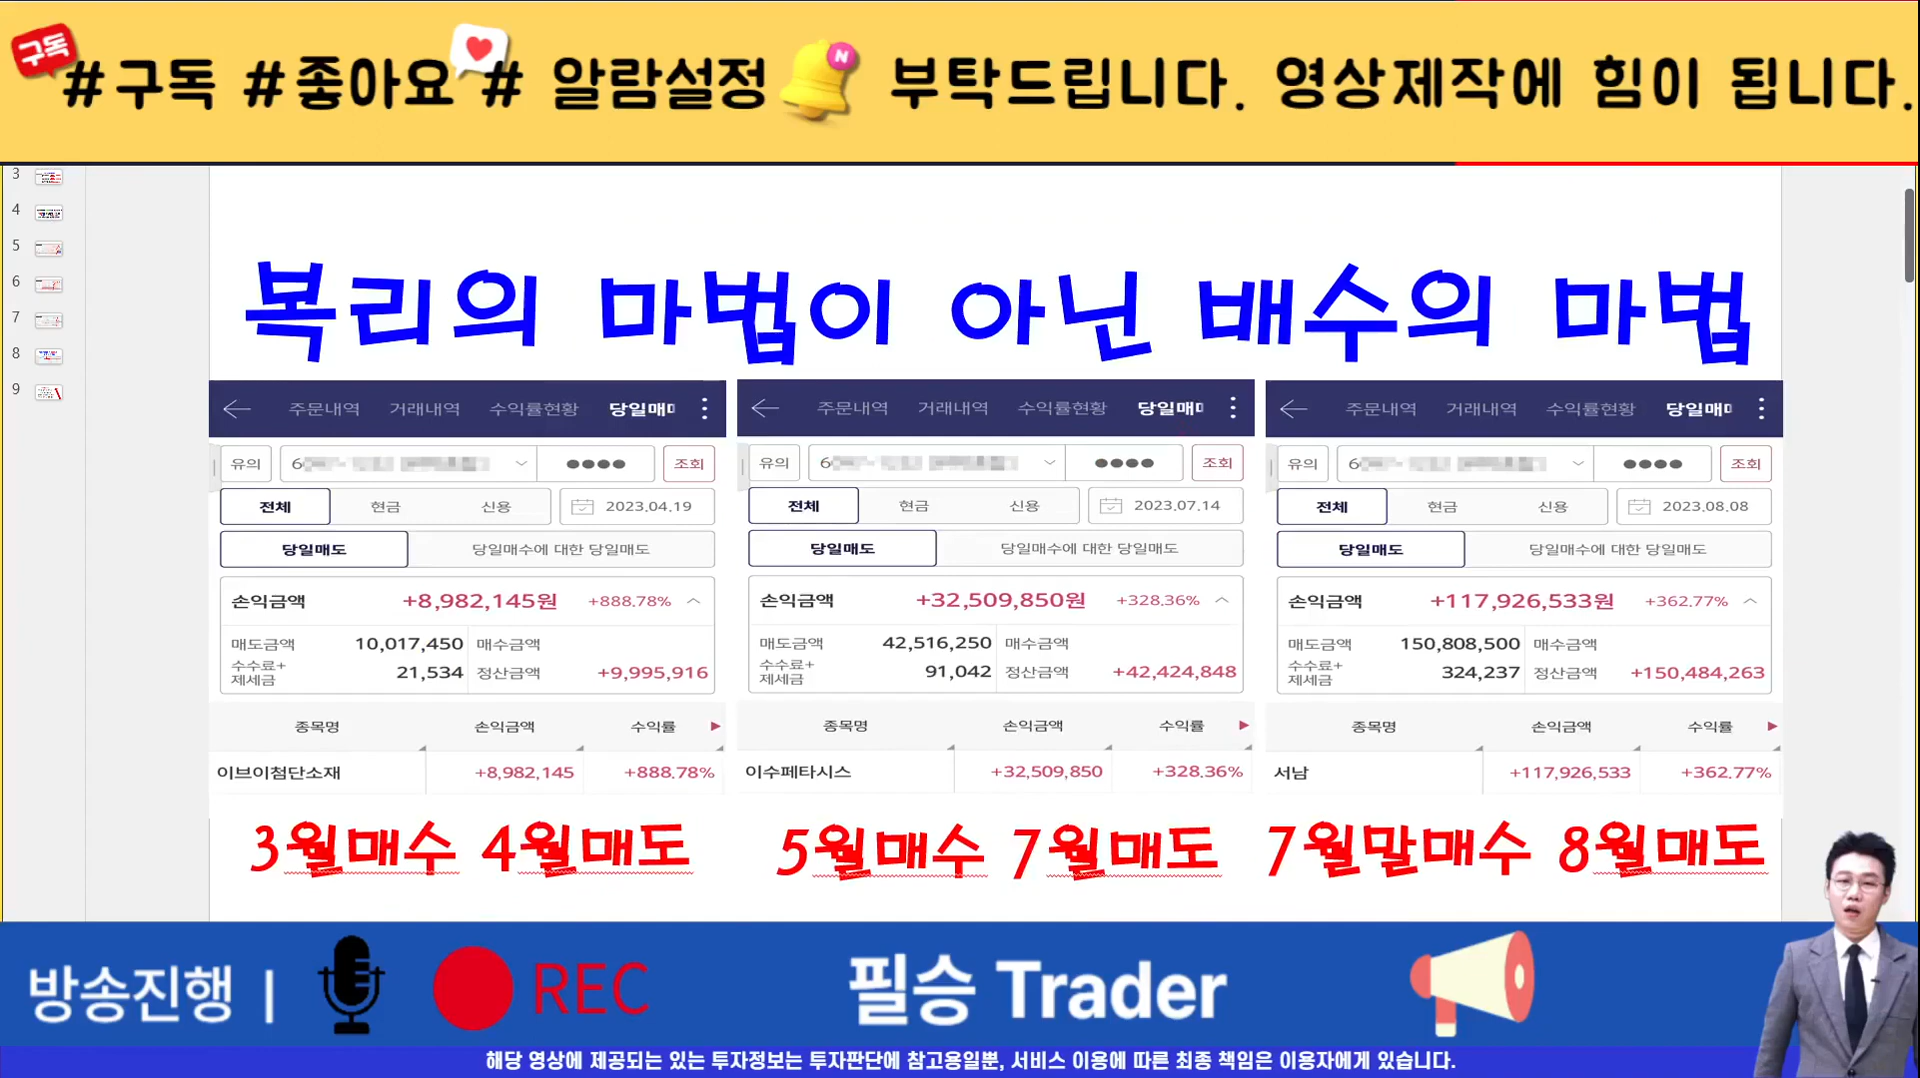 구독 #구독 #좋아요 # 알람설정 N 부탁드립니다. 영상제작에 힘이 됩니다.
3
4
5
6
7
8
9
복리의 마법이 아닌 배수의 마법
주문내역 거래내역 수익률현황 당일매매
유의 6 조회
전체 현금 신용 2023.04.19
당일매도 당일매수에 대한 당일매도
손익금액 +8,982,145원 +888.78%
매도금액 10,017,450 매수금액
수수료+
제세금 21,534 정산금액 +9,995,916
종목명 손익금액 수익률
이브이첨단소재 +8,982,145 +888.78%
3월매수 4월매도
주문내역 거래내역 수익률현황 당일매매
유의 6 조회
전체 현금 신용 2023.07.14
당일매도 당일매수에 대한 당일매도
손익금액 +32,509,850원 +328.36%
매도금액 42,516,250 매수금액
수수료+
제세금 91,042 정산금액 +42,424,848
종목명 손익금액 수익률
이수페타시스 +32,509,850 +328.36%
5월매수 7월매도
주문내역 거래내역 수익률현황 당일매매
유의 6 조회
전체 현금 신용 2023.08.08
당일매도 당일매수에 대한 당일매도
손익금액 +117,926,533원 +362.77%
매도금액 150,808,500 매수금액
수수료+
제세금 324,237 정산금액 +150,484,263
종목명 손익금액 수익률
서남 +117,926,533 +362.77%
7월말매수 8월매도
방송진행 | REC 필승 Trader
해당 영상에 제공되는 있는 투자정보는 투자판단에 참고용일뿐, 서비스 이용에 따른 최종 책임은 이용자에게 있습니다.